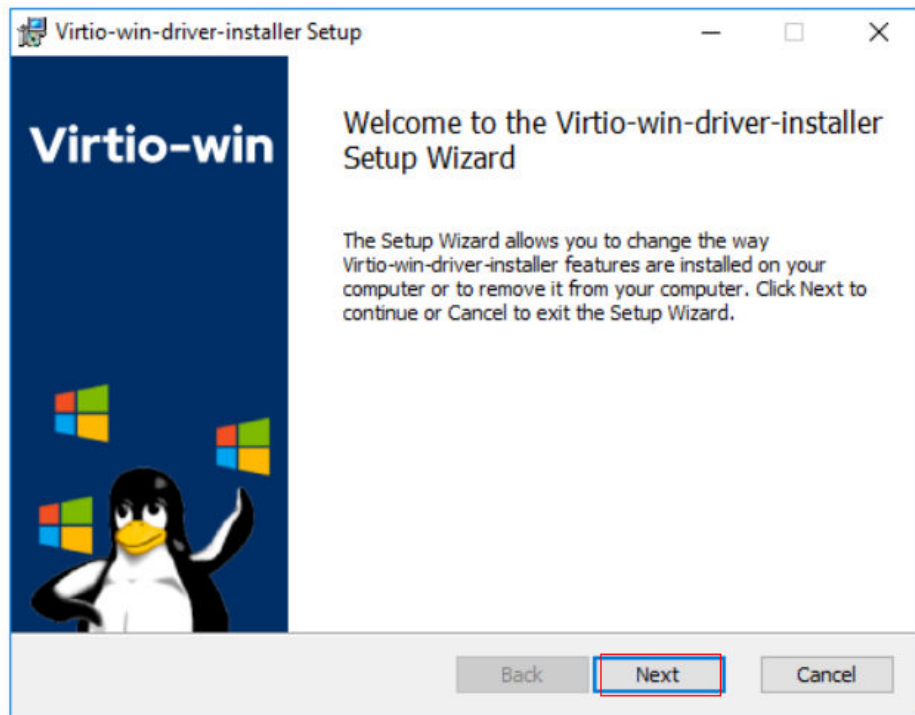 Virtio-win-driver-installer Setup
Virtio-win
Welcome to the Virtio-win-driver-installer
Setup Wizard
The Setup Wizard allows you to change the way
Virtio-win-driver-installer features are installed on your
computer or to remove it from your computer. Click Next to
continue or Cancel to exit the Setup Wizard.
Back Next Cancel